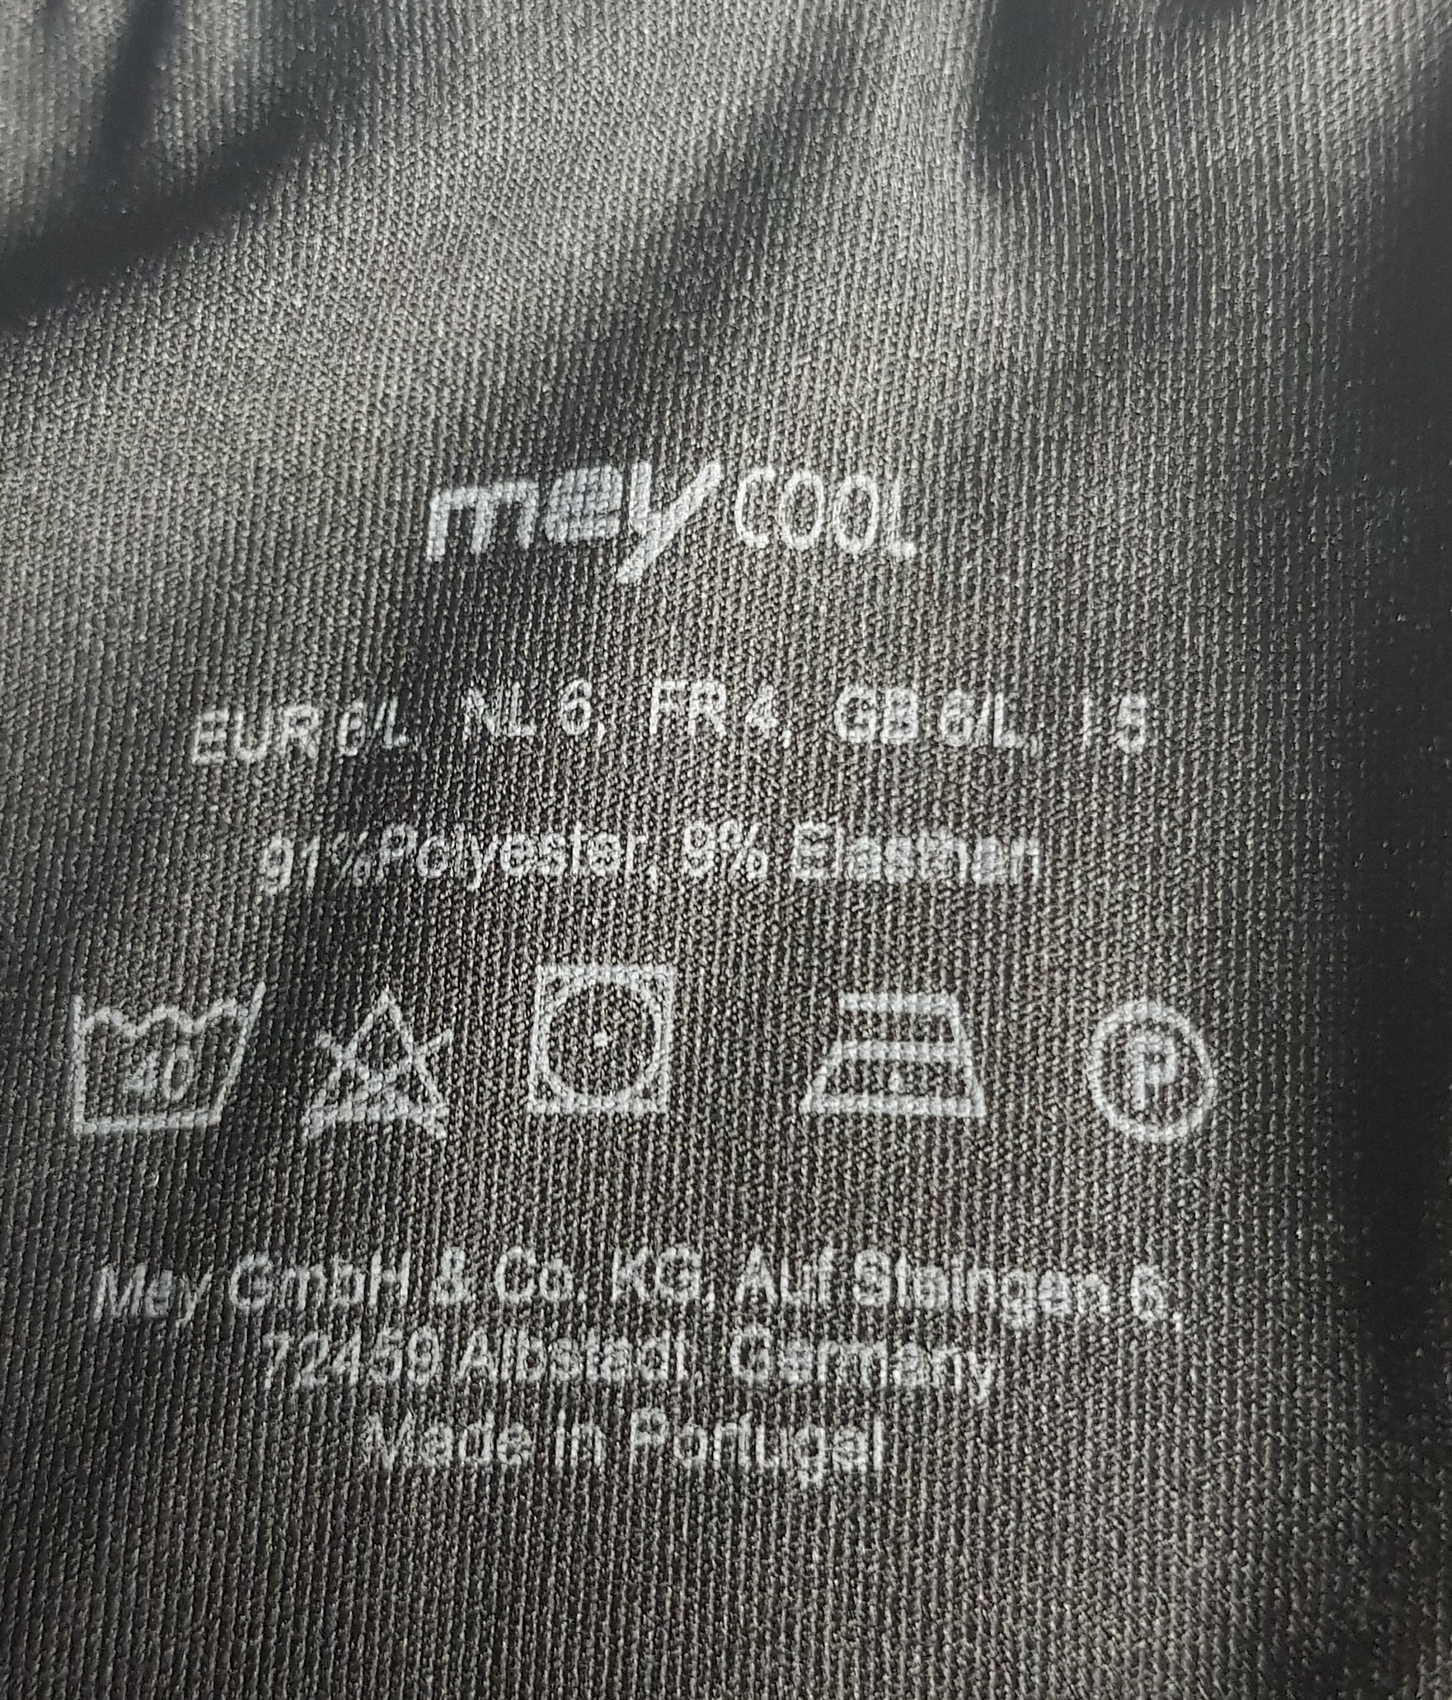 mey COOL
EUR 6/L, NL 6, FR 4, GB 6/L, I 5
91%Polyester, 9% Elasthan
40
P
Mey GmbH & Co. KG, Auf Steingen 6,
72459 Albstadt, Germany
Made in Portugal